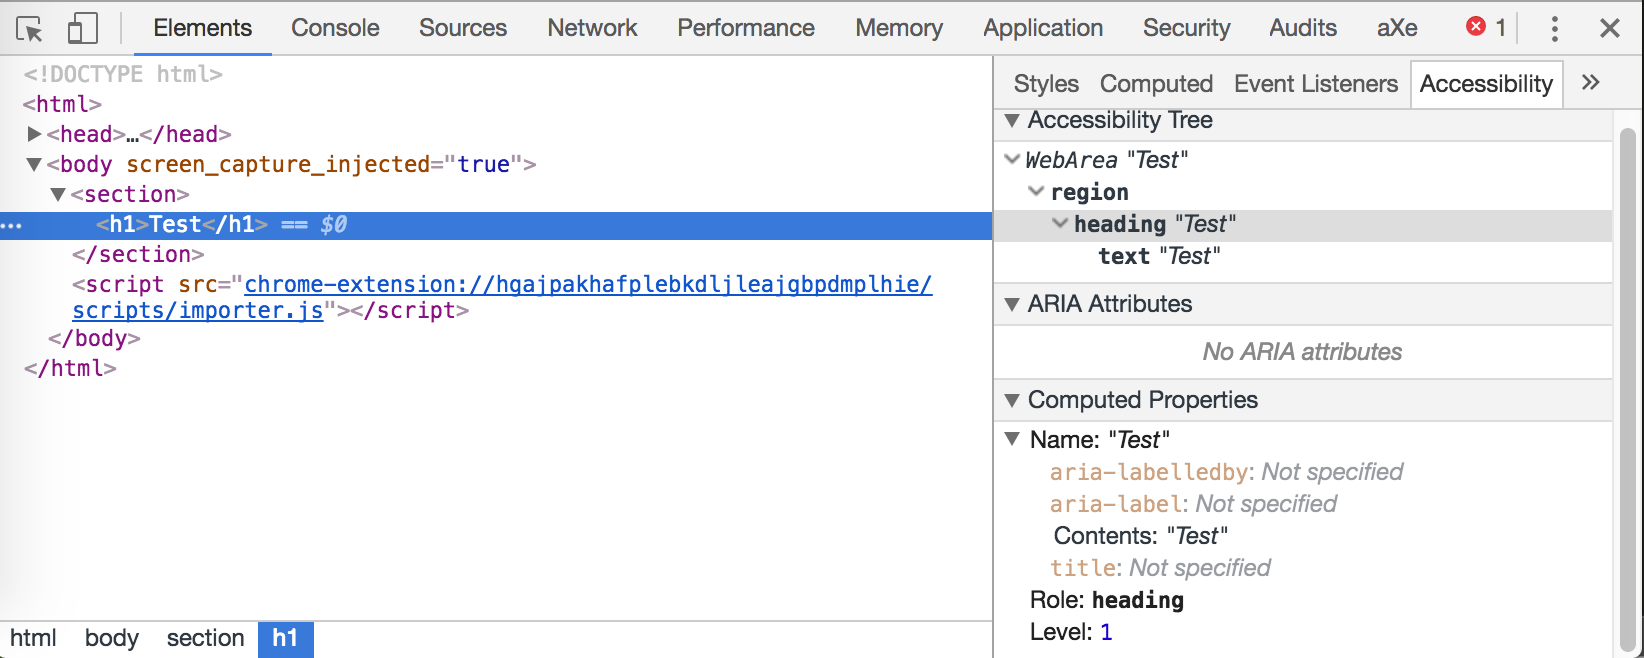 Elements Console Sources Network Performance Memory Application Security Audits aXe 1
<!DOCTYPE html>
<html>
<head>…</head>
<body screen_capture_injected="true">
<section>
… <h1>Test</h1> == $0
</section>
<script src="chrome-extension://hgajpakhafplebkdljleajgbpdmplhie/
scripts/importer.js"></script>
</body>
</html>
html body section h1
Styles Computed Event Listeners Accessibility »
Accessibility Tree
WebArea "Test"
region
heading "Test"
text "Test"
ARIA Attributes
No ARIA attributes
Computed Properties
Name: "Test"
aria-labelledby: Not specified
aria-label: Not specified
Contents: "Test"
title: Not specified
Role: heading
Level: 1